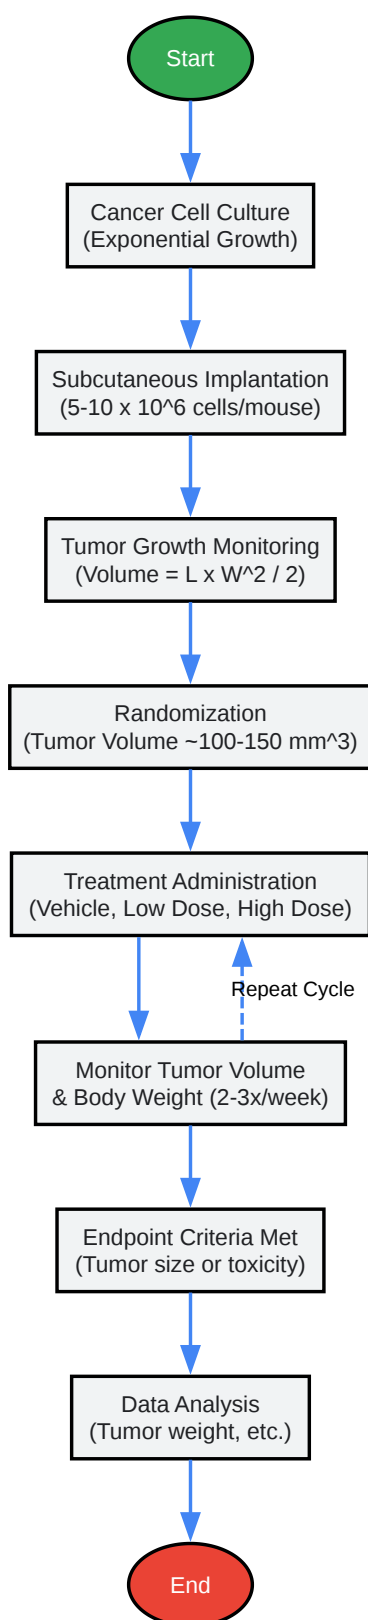 Start
Cancer Cell Culture
(Exponential Growth)
Subcutaneous Implantation
(5-10 x 10^6 cells/mouse)
Tumor Growth Monitoring
(Volume = L x W^2 / 2)
Randomization
(Tumor Volume ~100-150 mm^3)
Treatment Administration
(Vehicle, Low Dose, High Dose)
Repeat Cycle
Monitor Tumor Volume
& Body Weight (2-3x/week)
Endpoint Criteria Met
(Tumor size or toxicity)
Data Analysis
(Tumor weight, etc.)
End